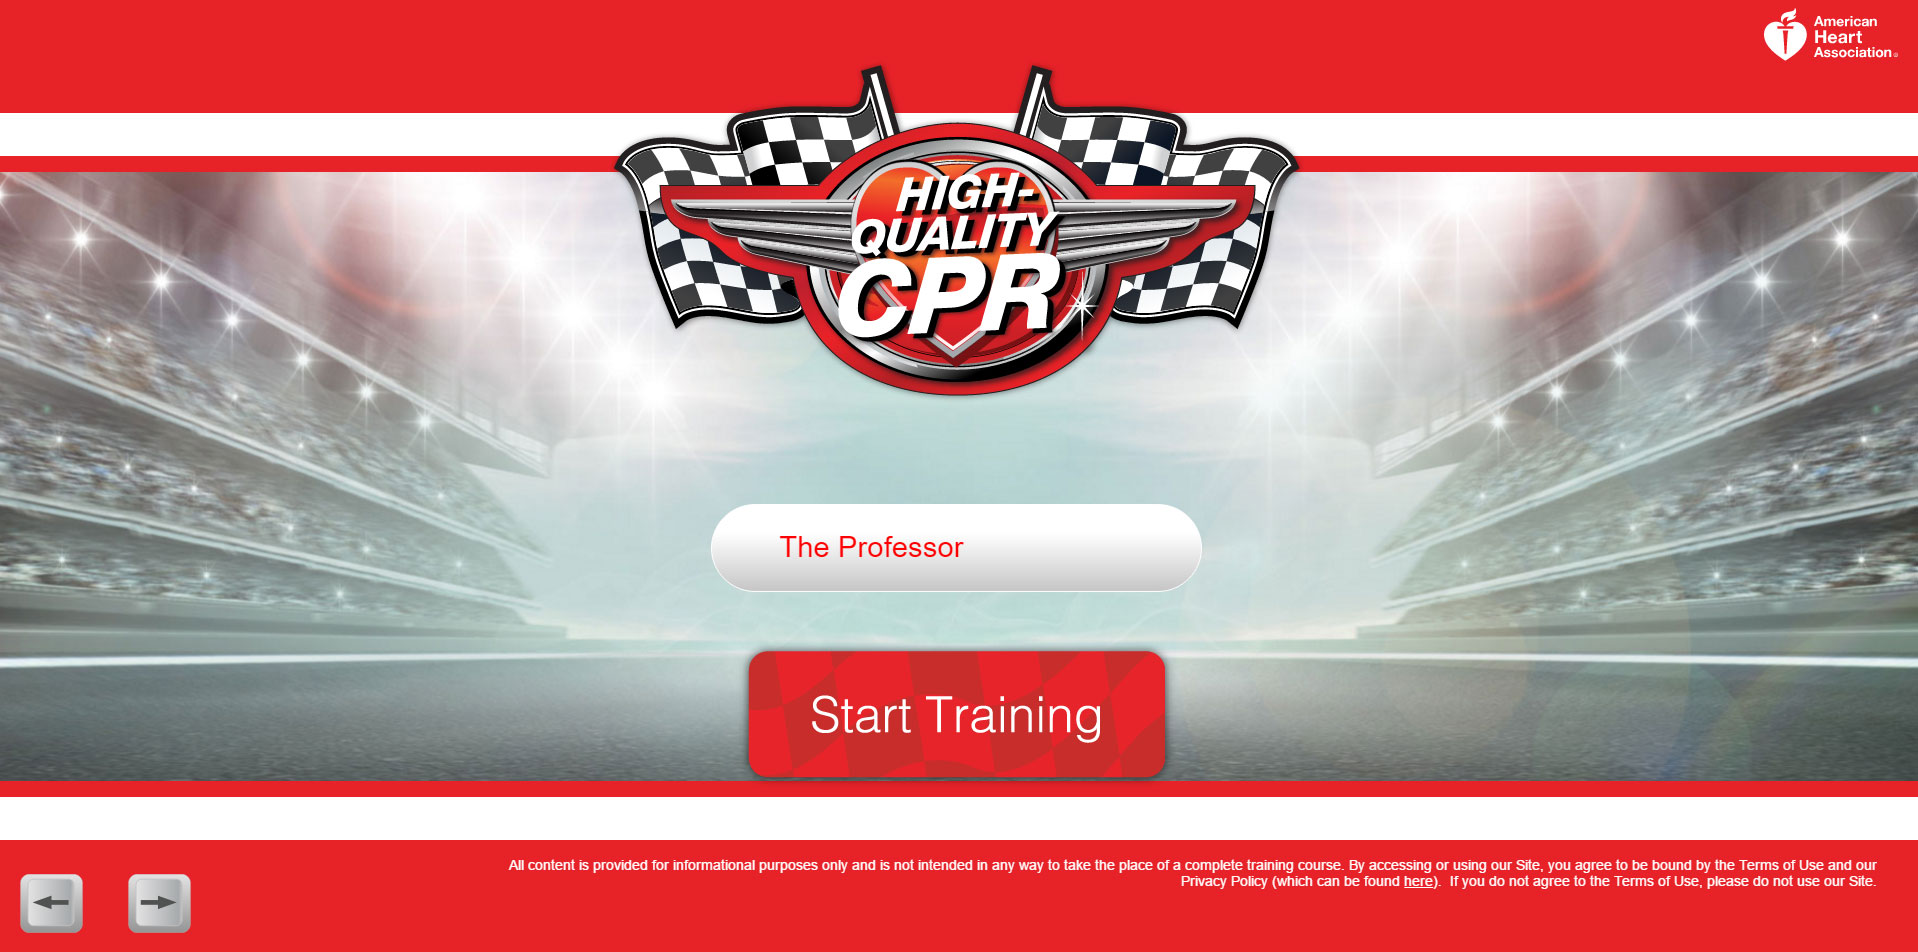 American
Heart
Association®
HIGH-
QUALITY
CPR
The Professor
Start Training
All content is provided for informational purposes only and is not intended in any way to take the place of a complete training course. By accessing or using our Site, you agree to be bound by the Terms of Use and our
Privacy Policy (which can be found here).  If you do not agree to the Terms of Use, please do not use our Site.